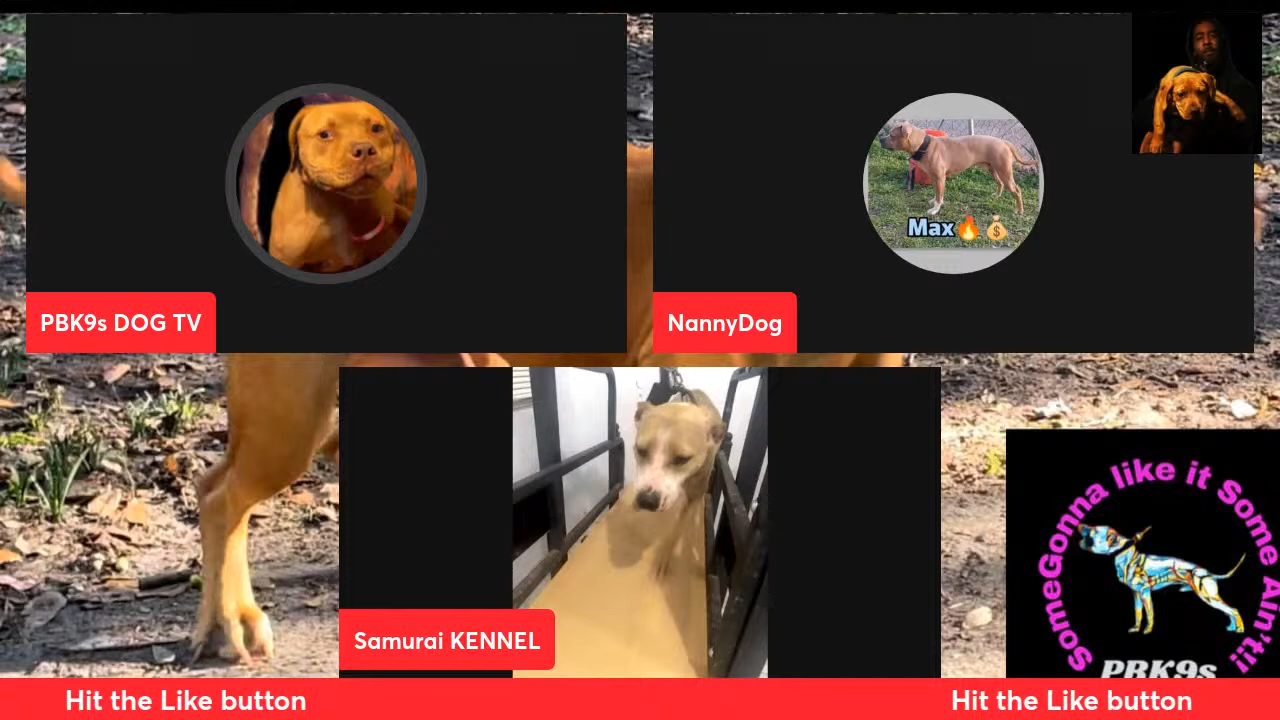 Max🔥💰
PBK9s DOG TV
NannyDog
SomeGonna like it Some Ain't!!
PBK9s
Samurai KENNEL
Hit the Like button
Hit the Like button